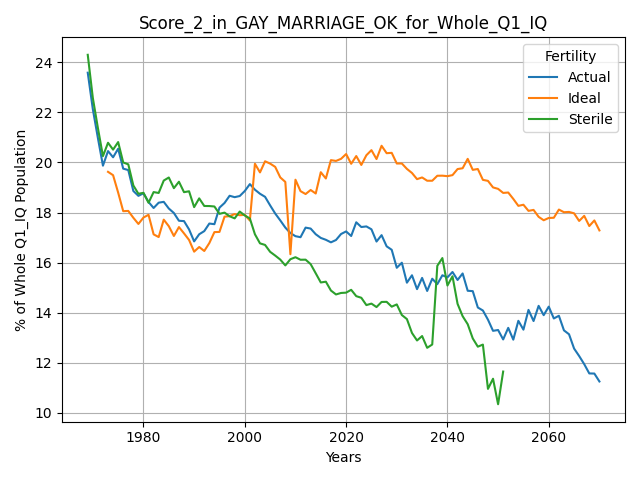 Score_2_in_GAY_MARRIAGE_OK_for_Whole_Q1_IQ
Fertility
Actual
Ideal
Sterile
% of Whole Q1_IQ Population
24
22
20
18
16
14
12
10
1980 2000 2020 2040 2060
Years